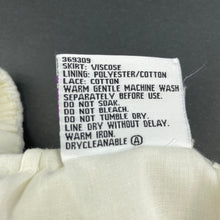 369309
SKIRT: VISCOSE
LINING: POLYESTER/COTTON
LACE: COTTON
WARM GENTLE MACHINE WASH
SEPARATELY BEFORE USE.
DO NOT SOAK.
DO NOT BLEACH.
DO NOT TUMBLE DRY.
LINE DRY WITHOUT DELAY.
WARM IRON.
DRYCLEANABLE Ⓐ